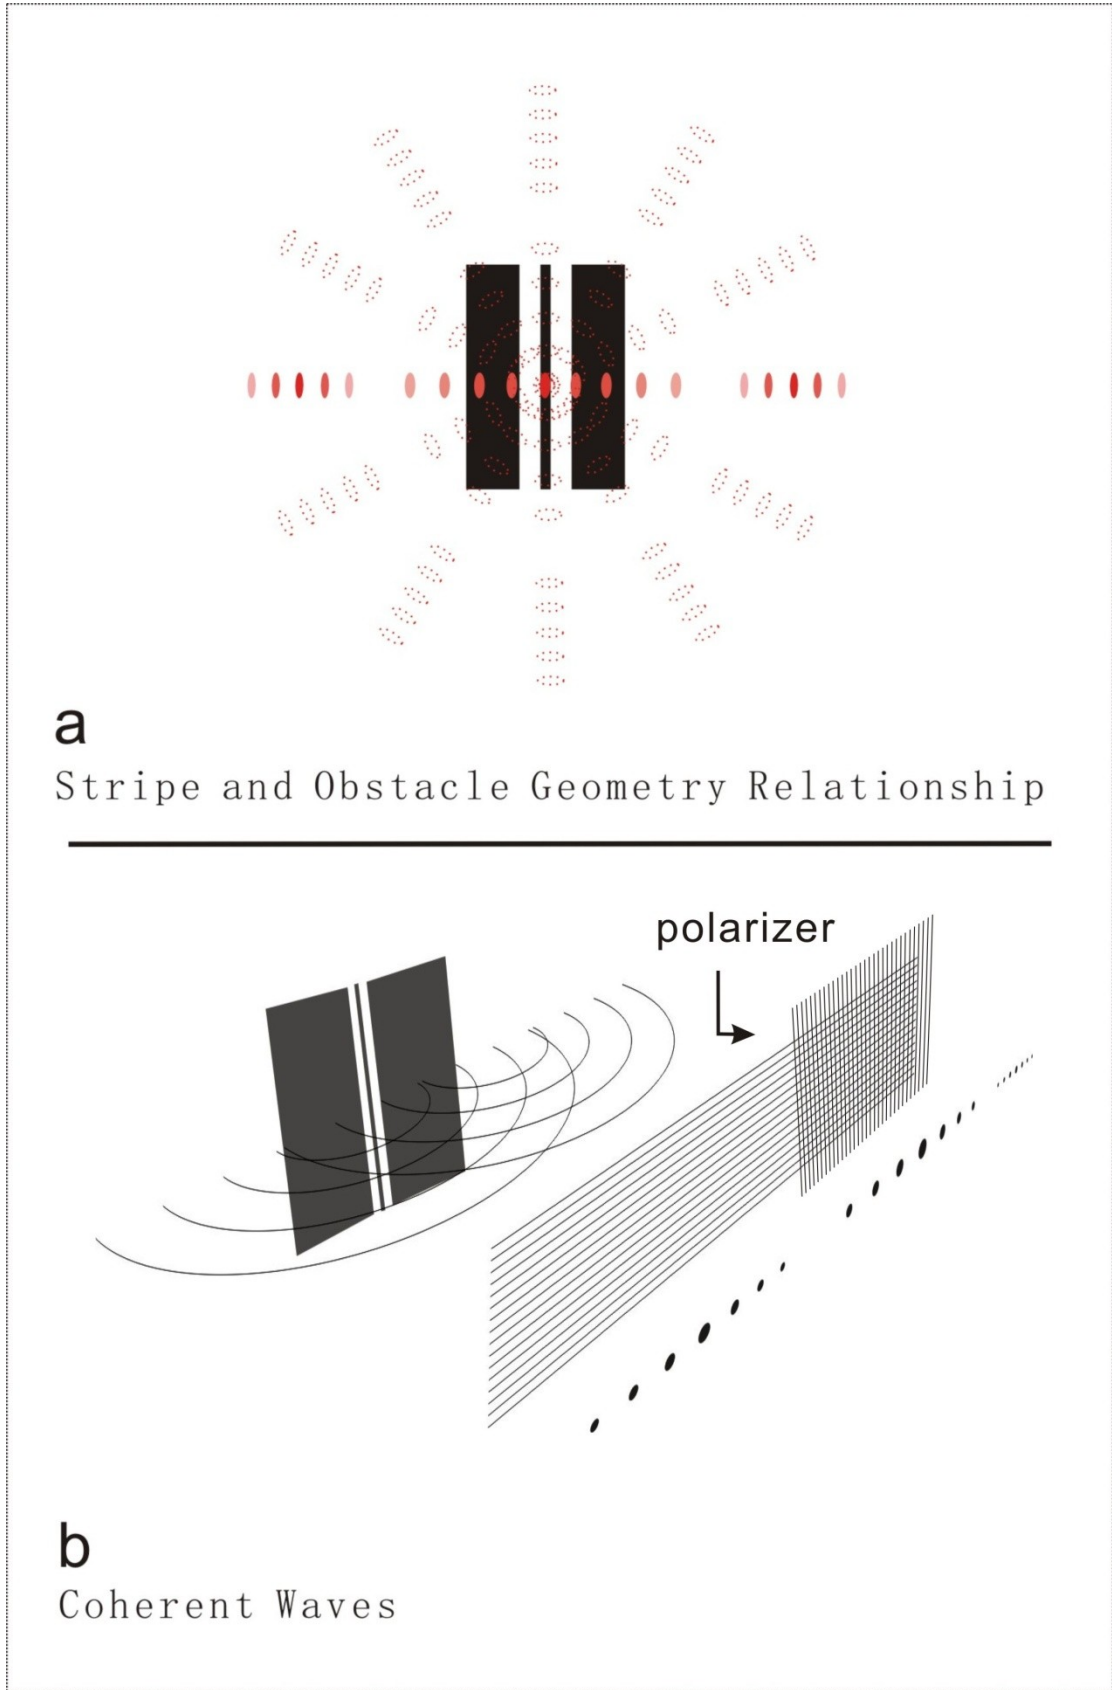 a
Stripe and Obstacle Geometry Relationship
polarizer
b
Coherent Waves